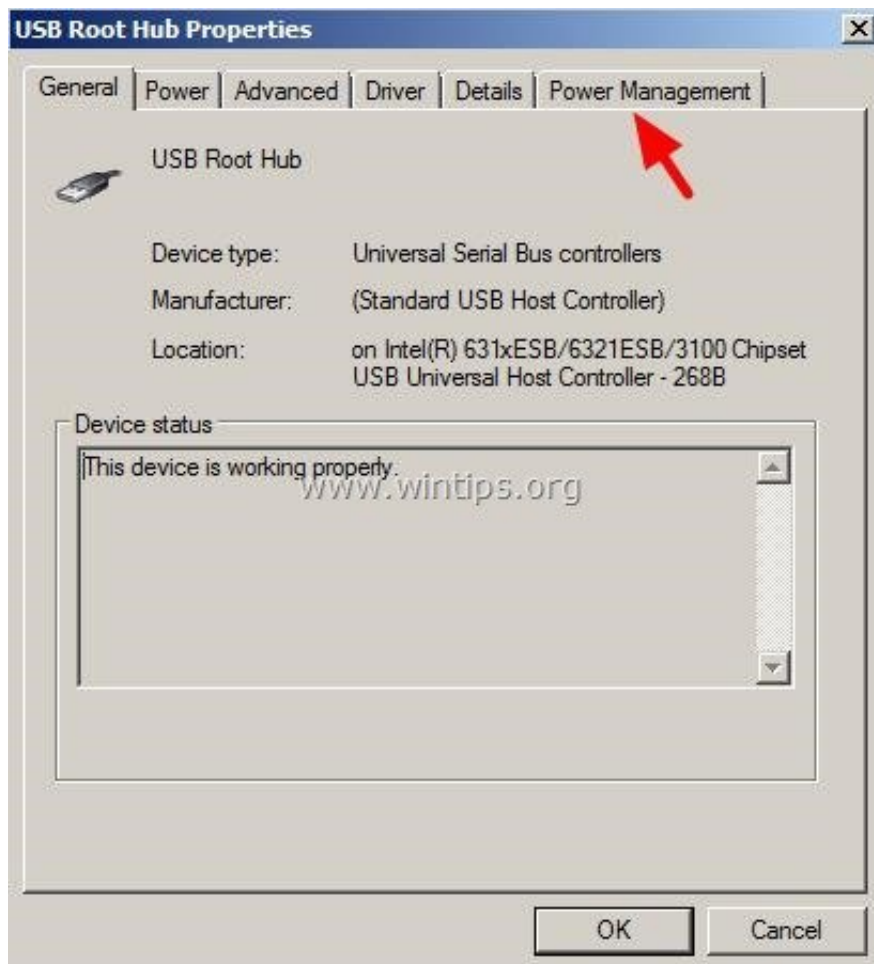 USB Root Hub Properties
General Power Advanced Driver Details Power Management
USB Root Hub
Device type: Universal Serial Bus controllers
Manufacturer: (Standard USB Host Controller)
Location: on Intel(R) 631xESB/6321ESB/3100 Chipset
USB Universal Host Controller - 268B
Device status
This device is working properly.
www.wintips.org
OK Cancel